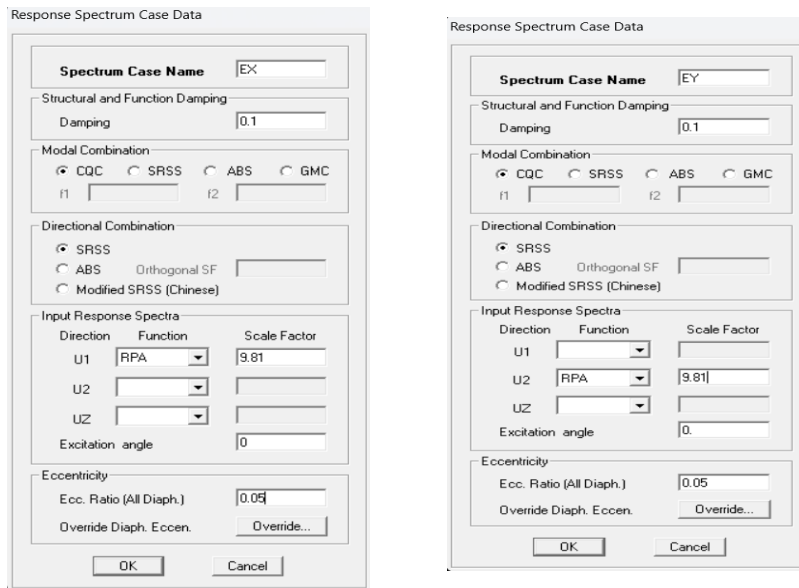 Response Spectrum Case Data
Spectrum Case Name EX
Structural and Function Damping
Damping 0.1
Modal Combination
CQC SRSS ABS GMC
f1 f2
Directional Combination
SRSS
ABS Orthogonal SF
Modified SRSS (Chinese)
Input Response Spectra
Direction Function Scale Factor
U1 RPA 9.81
U2
UZ
Excitation angle 0
Eccentricity
Ecc. Ratio (All Diaph.) 0.05
Override Diaph. Eccen. Override...
OK Cancel
Response Spectrum Case Data
Spectrum Case Name EY
Structural and Function Damping
Damping 0.1
Modal Combination
CQC SRSS ABS GMC
f1 f2
Directional Combination
SRSS
ABS Orthogonal SF
Modified SRSS (Chinese)
Input Response Spectra
Direction Function Scale Factor
U1
U2 RPA 9.81
UZ
Excitation angle 0.
Eccentricity
Ecc. Ratio (All Diaph.) 0.05
Override Diaph. Eccen. Override...
OK Cancel